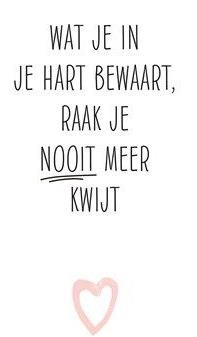 WAT JE IN
JE HART BEWAART,
RAAK JE
NOOIT MEER
KWIJT